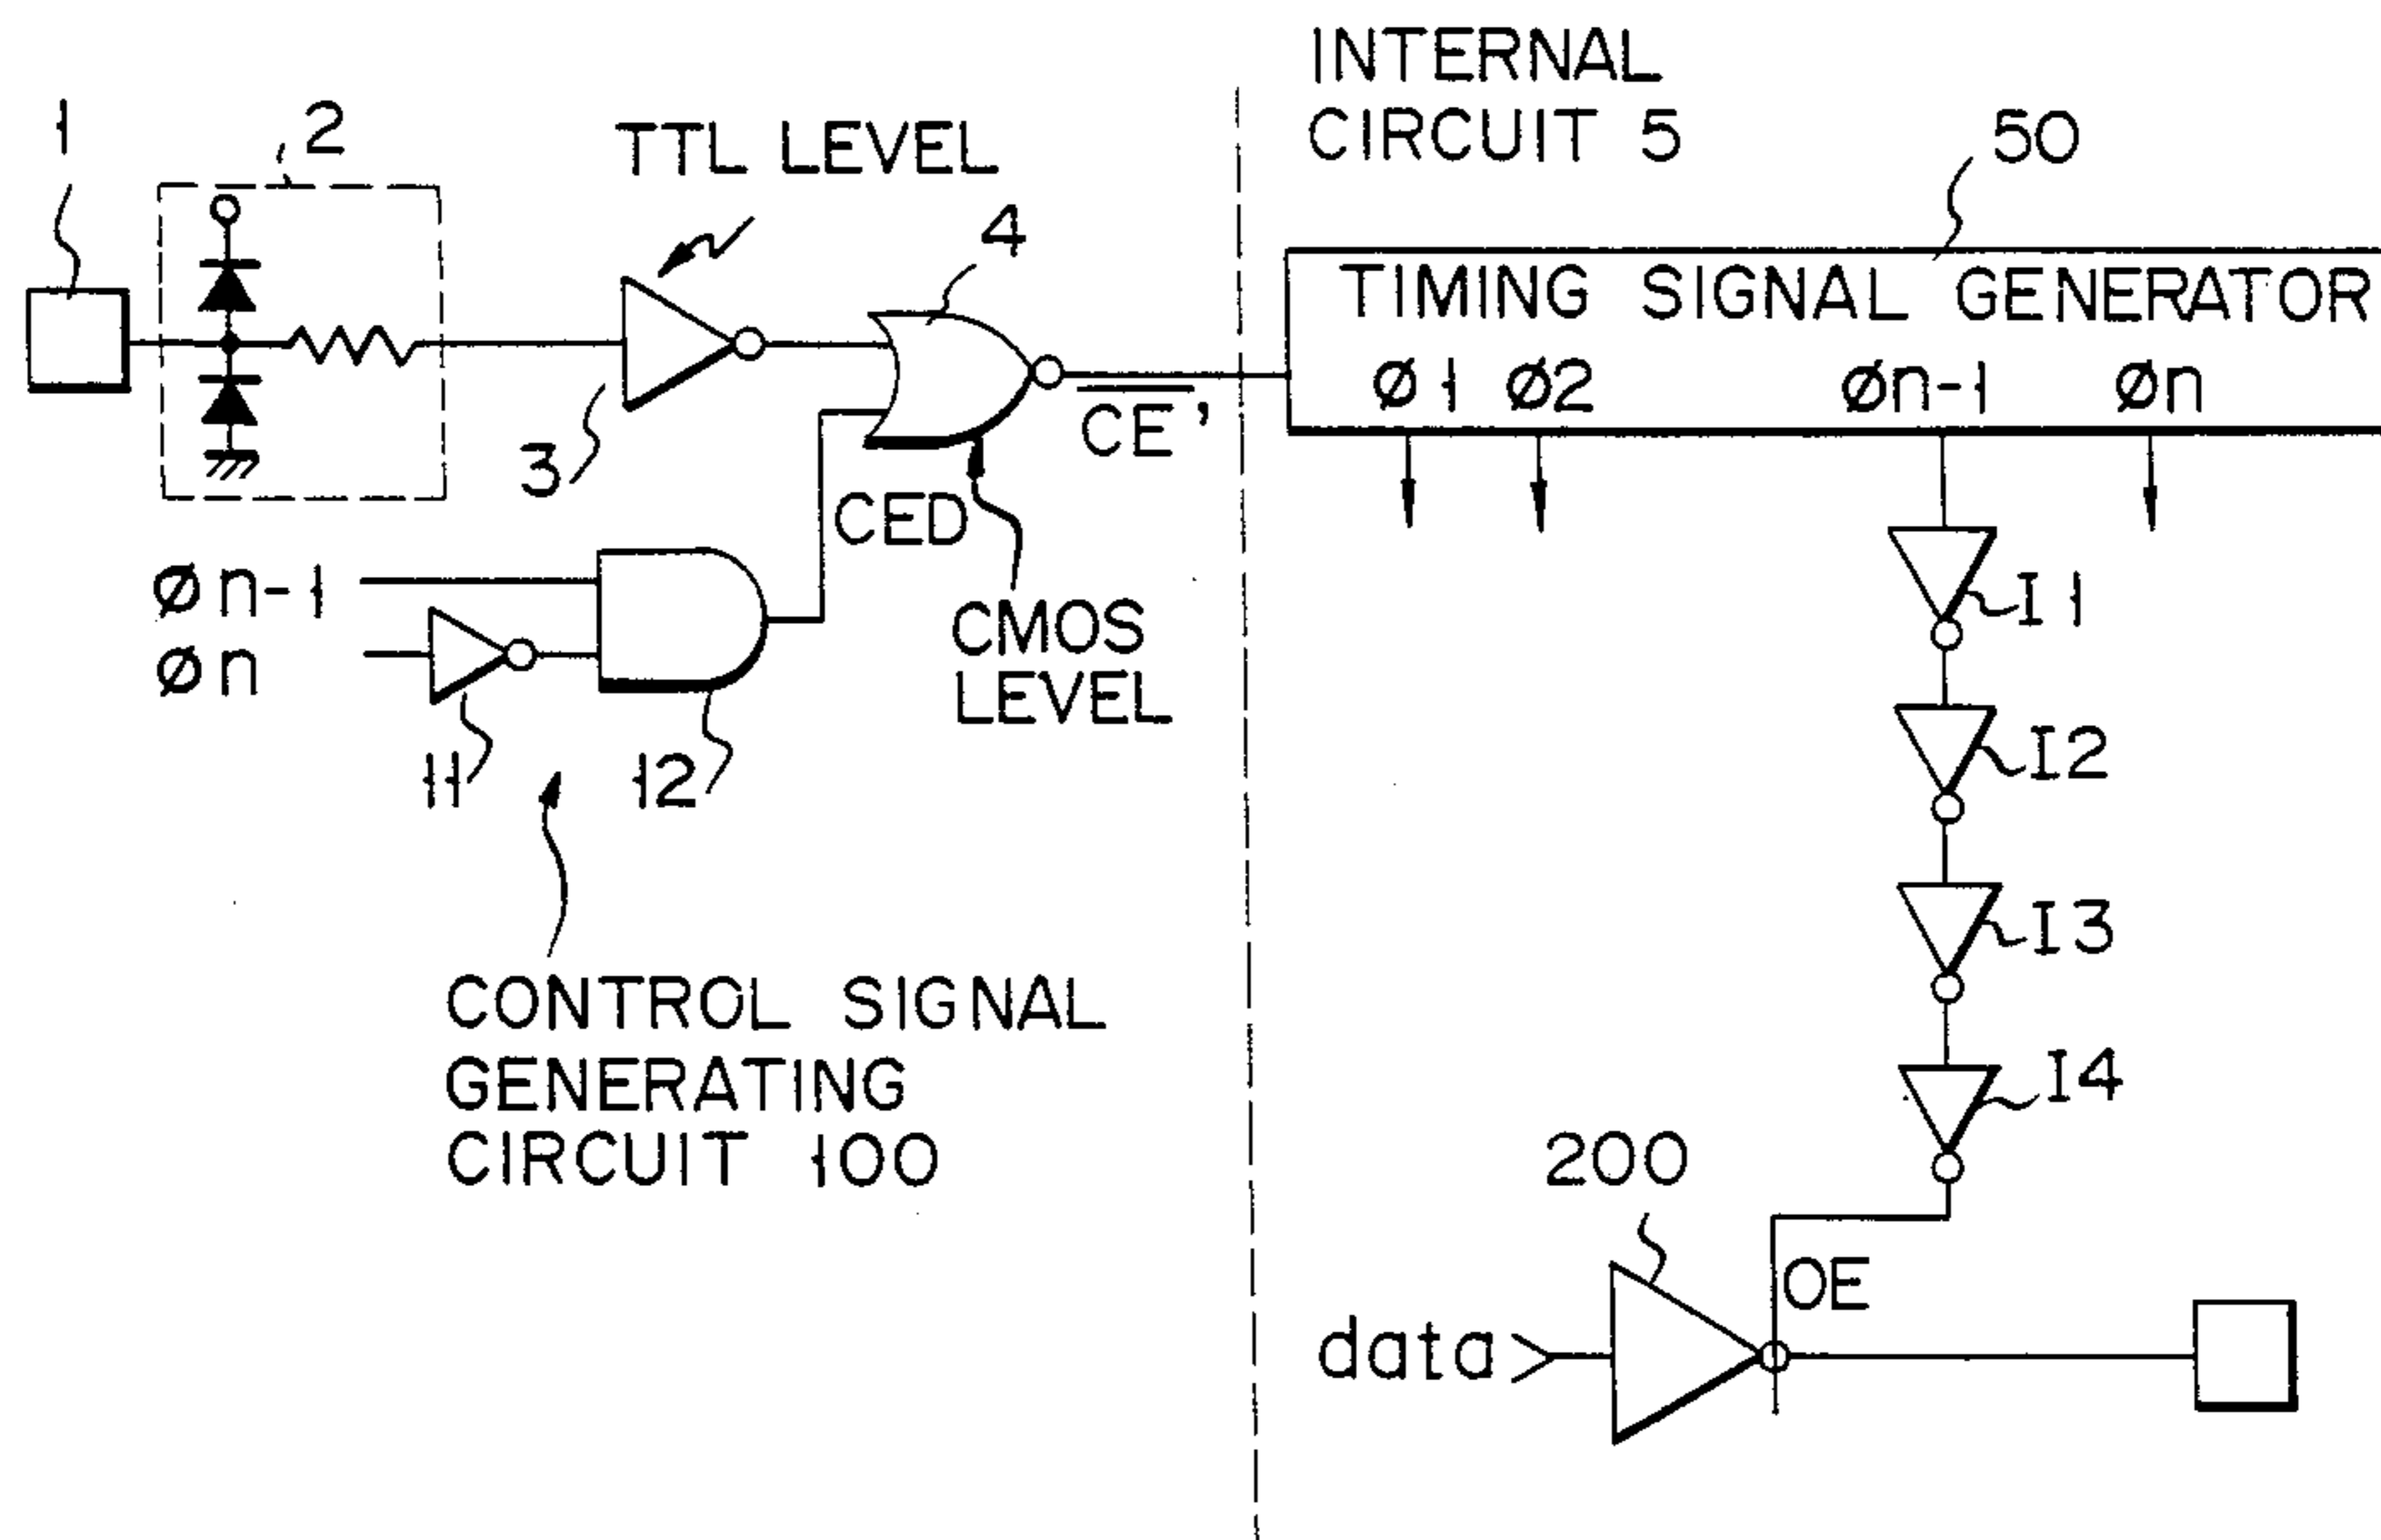 INTERNAL
CIRCUIT 5
1
2
TTL LEVEL
4
50
TIMING SIGNAL GENERATOR
Ø1 Ø2 Øn-1 Øn
3
CE'
CED
Øn-1
Øn
CMOS
LEVEL
11
12
I1
I2
I3
I4
CONTROL SIGNAL
GENERATING
CIRCUIT 100
200
OE
data